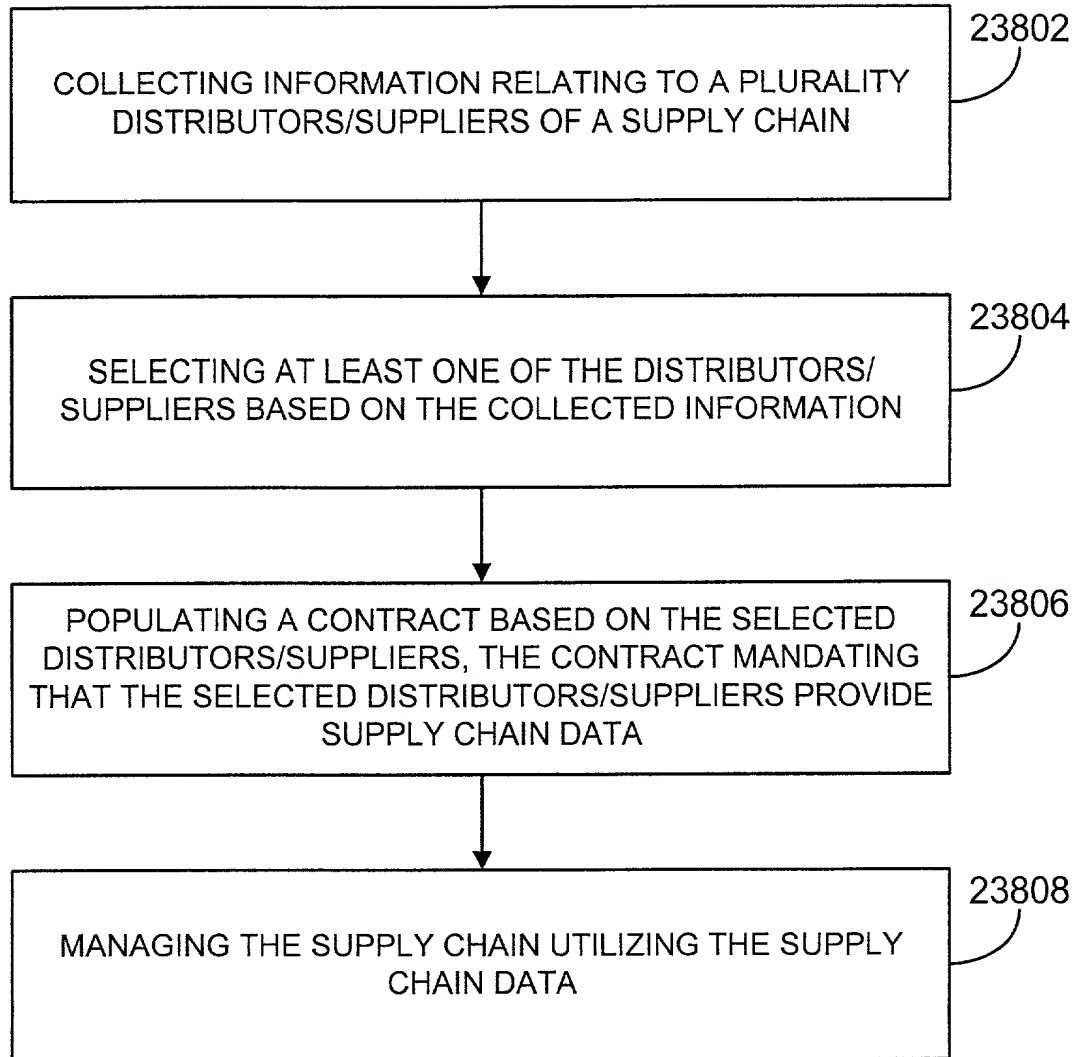 23802
COLLECTING INFORMATION RELATING TO A PLURALITY
DISTRIBUTORS/SUPPLIERS OF A SUPPLY CHAIN
23804
SELECTING AT LEAST ONE OF THE DISTRIBUTORS/
SUPPLIERS BASED ON THE COLLECTED INFORMATION
23806
POPULATING A CONTRACT BASED ON THE SELECTED
DISTRIBUTORS/SUPPLIERS, THE CONTRACT MANDATING
THAT THE SELECTED DISTRIBUTORS/SUPPLIERS PROVIDE
SUPPLY CHAIN DATA
23808
MANAGING THE SUPPLY CHAIN UTILIZING THE SUPPLY
CHAIN DATA